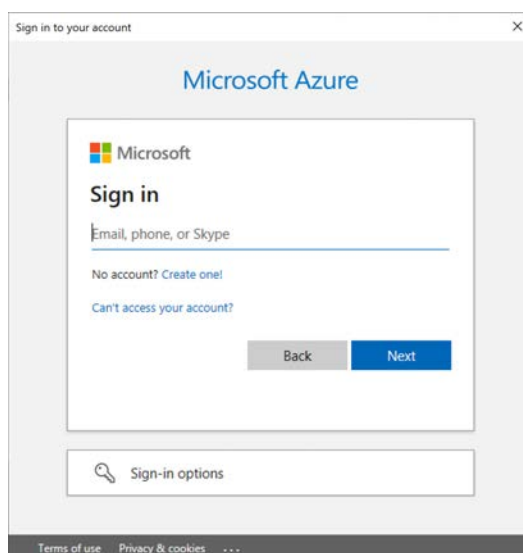 Sign in to your account
Microsoft Azure
Microsoft
Sign in
Email, phone, or Skype
No account? Create one!
Can't access your account?
Back Next
Sign-in options
Terms of use Privacy & cookies ...